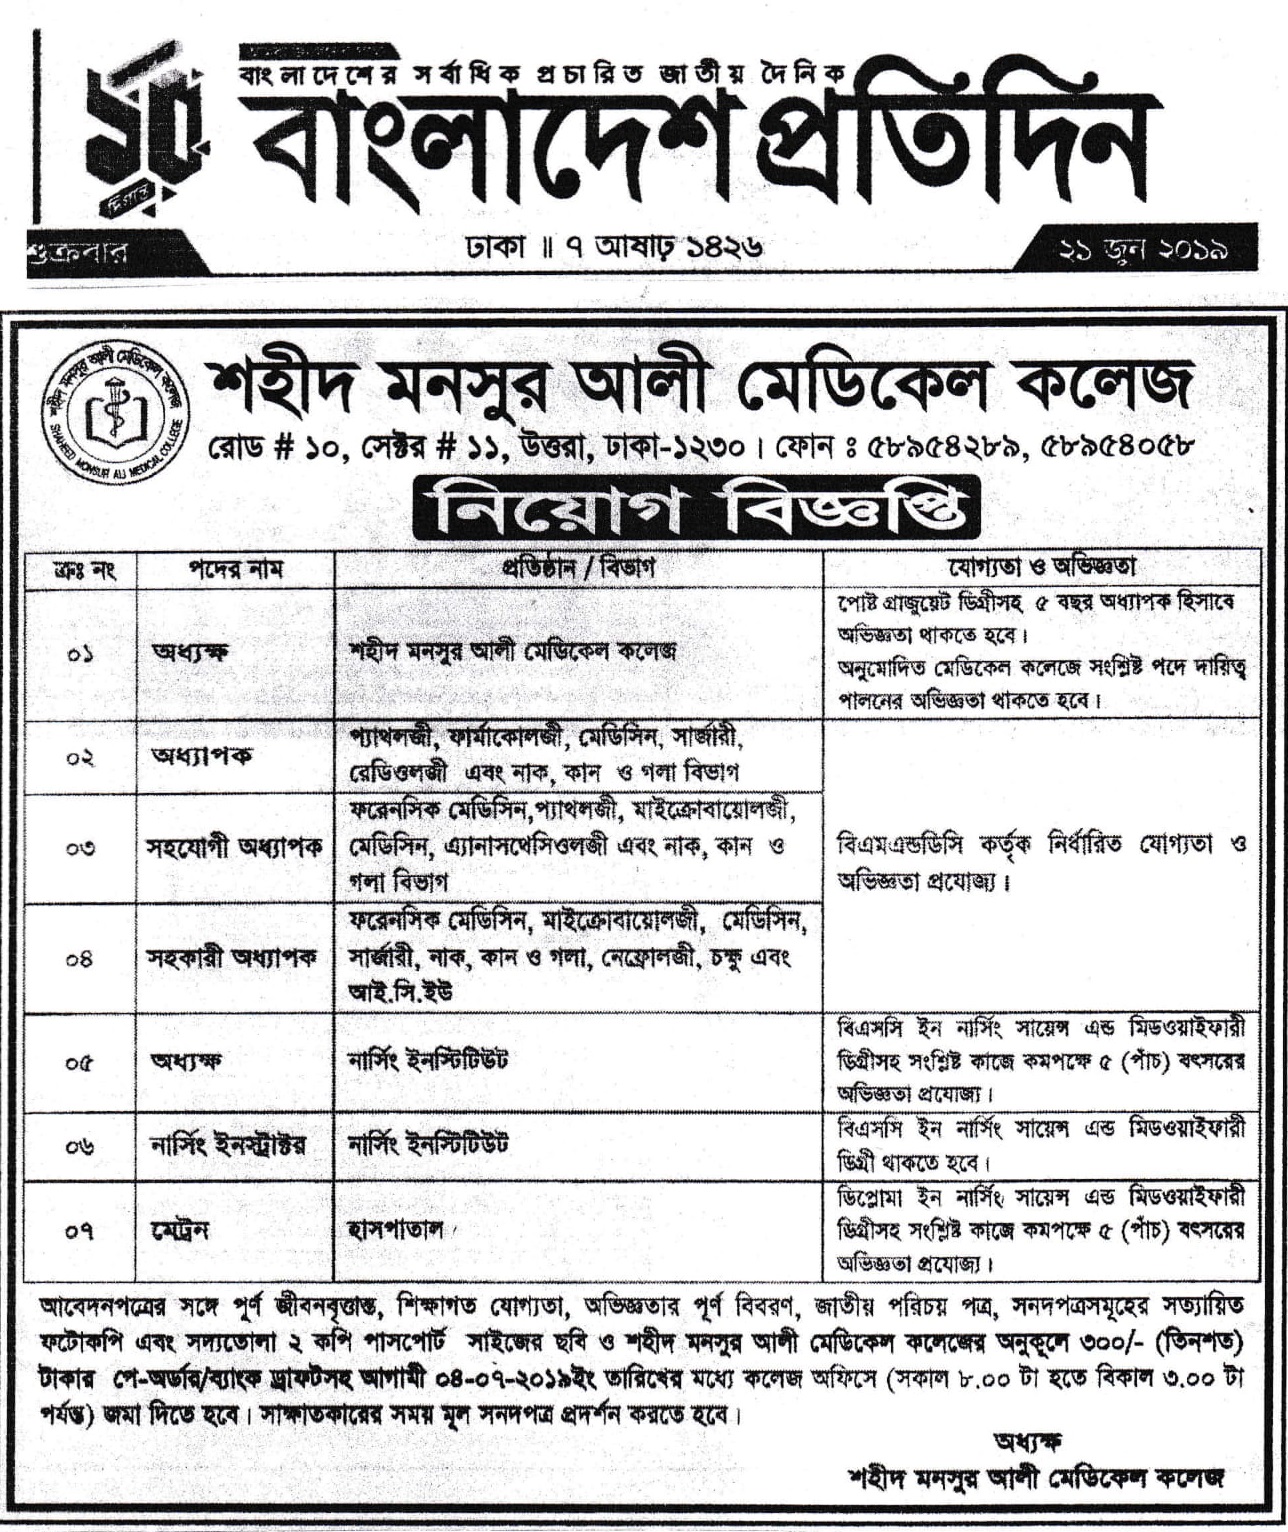 বাংলাদেশের সর্বাধিক প্রচারিত জাতীয় দৈনিক
বাংলাদেশ প্রতিদিন
১০
দিগন্ত
শুক্রবার
ঢাকা ॥ ৭ আষাঢ় ১৪২৬
২১ জুন ২০১৯
শহীদ মনসুর আলী মেডিকেল কলেজ
SHAHEED MONSUR ALI MEDICAL COLLEGE
শহীদ মনসুর আলী মেডিকেল কলেজ
রোড # ১০, সেক্টর # ১১, উত্তরা, ঢাকা-১২৩০। ফোন ঃ ৫৮৯৫৪২৮৯, ৫৮৯৫৪০৫৮
নিয়োগ বিজ্ঞপ্তি
ক্রঃ নং পদের নাম প্রতিষ্ঠান / বিভাগ যোগ্যতা ও অভিজ্ঞতা
০১ অধ্যক্ষ শহীদ মনসুর আলী মেডিকেল কলেজ
পোষ্ট গ্রাজুয়েট ডিগ্রীসহ ৫ বছর অধ্যাপক হিসাবে
অভিজ্ঞতা থাকতে হবে।
অনুমোদিত মেডিকেল কলেজে সংশ্লিষ্ট পদে দায়িত্ব
পালনের অভিজ্ঞতা থাকতে হবে।
০২ অধ্যাপক
প্যাথলজী, ফার্মাকোলজী, মেডিসিন, সার্জারী,
রেডিওলজী এবং নাক, কান ও গলা বিভাগ
০৩ সহযোগী অধ্যাপক
ফরেনসিক মেডিসিন,প্যাথলজী, মাইক্রোবায়োলজী,
মেডিসিন, এ্যানাসথেসিওলজী এবং নাক, কান ও
গলা বিভাগ
বিএমএন্ডডিসি কর্তৃক নির্ধারিত যোগ্যতা ও
অভিজ্ঞতা প্রযোজ্য।
০৪ সহকারী অধ্যাপক
ফরেনসিক মেডিসিন, মাইক্রোবায়োলজী, মেডিসিন,
সার্জারী, নাক, কান ও গলা, নেফ্রোলজী, চক্ষু এবং
আই.সি.ইউ
০৫ অধ্যক্ষ নার্সিং ইনস্টিটিউট
বিএসসি ইন নার্সিং সায়েন্স এন্ড মিডওয়াইফারী
ডিগ্রীসহ সংশ্লিষ্ট কাজে কমপক্ষে ৫ (পাঁচ) বৎসরের
অভিজ্ঞতা প্রযোজ্য।
০৬ নার্সিং ইনস্ট্রাক্টর নার্সিং ইনস্টিটিউট
বিএসসি ইন নার্সিং সায়েন্স এন্ড মিডওয়াইফারী
ডিগ্রী থাকতে হবে।
০৭ মেট্রন হাসপাতাল
ডিপ্লোমা ইন নার্সিং সায়েন্স এন্ড মিডওয়াইফারী
ডিগ্রীসহ সংশ্লিষ্ট কাজে কমপক্ষে ৫ (পাঁচ) বৎসরের
অভিজ্ঞতা প্রযোজ্য।
আবেদনপত্রের সঙ্গে পূর্ণ জীবনবৃত্তান্ত, শিক্ষাগত যোগ্যতা, অভিজ্ঞতার পূর্ণ বিবরণ, জাতীয় পরিচয় পত্র, সনদপত্রসমূহের সত্যায়িত
ফটোকপি এবং সদ্যতোলা ২ কপি পাসপোর্ট সাইজের ছবি ও শহীদ মনসুর আলী মেডিকেল কলেজের অনুকূলে ৩০০/- (তিনশত)
টাকার পে-অর্ডার/ব্যাংক ড্রাফটসহ আগামী ০৪-০৭-২০১৯ইং তারিখের মধ্যে কলেজ অফিসে (সকাল ৮.০০ টা হতে বিকাল ৩.০০ টা
পর্যন্ত) জমা দিতে হবে। সাক্ষাতকারের সময় মূল সনদপত্র প্রদর্শন করতে হবে।
অধ্যক্ষ
শহীদ মনসুর আলী মেডিকেল কলেজ